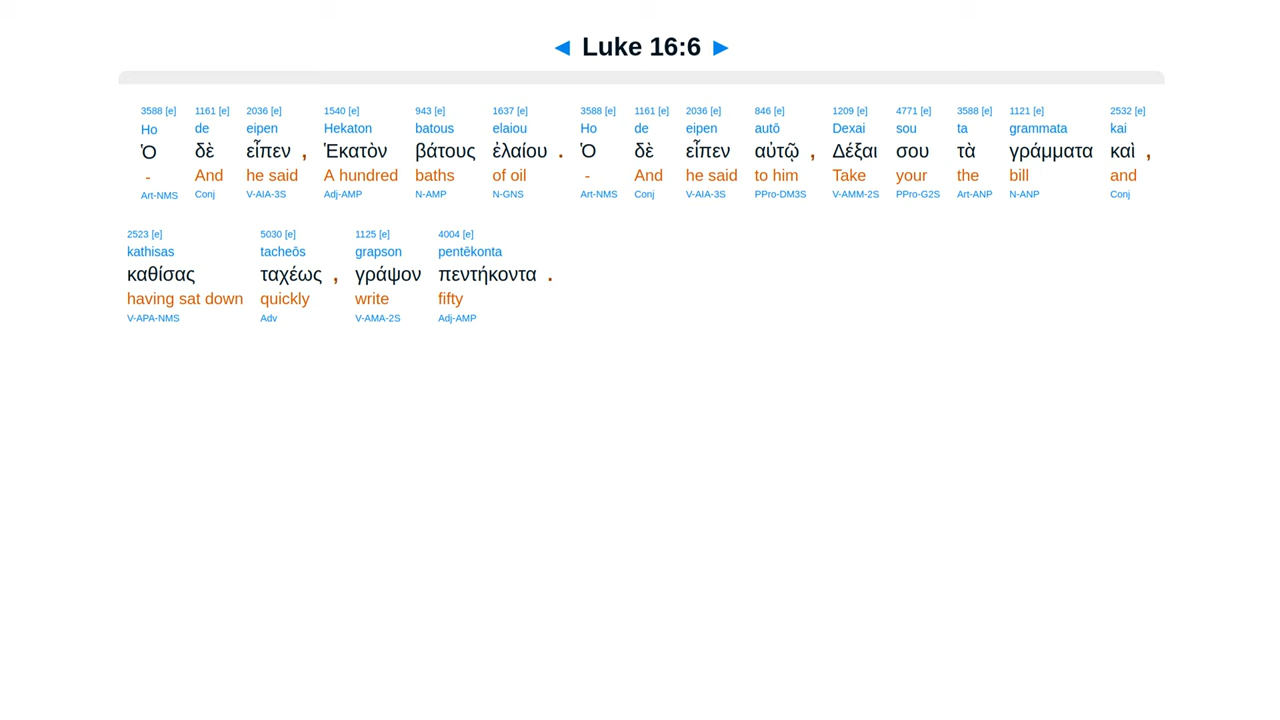 ◄ Luke 16:6 ►
3588 [e] 1161 [e] 2036 [e] 1540 [e] 943 [e] 1637 [e] 3588 [e] 1161 [e] 2036 [e] 846 [e] 1209 [e] 4771 [e] 3588 [e] 1121 [e] 2532 [e]
Ho de eipen Hekaton batous elaiou Ho de eipen autō Dexai sou ta grammata kai
Ὁ δὲ εἶπεν , Ἑκατὸν βάτους ἐλαίου . Ὁ δὲ εἶπεν αὐτῷ , Δέξαι σου τὰ γράμματα καὶ ,
- And he said A hundred baths of oil - And he said to him Take your the bill and
Art-NMS Conj V-AIA-3S Adj-AMP N-AMP N-GNS Art-NMS Conj V-AIA-3S PPro-DM3S V-AMM-2S PPro-G2S Art-ANP N-ANP Conj
2523 [e] 5030 [e] 1125 [e] 4004 [e]
kathisas tacheōs grapson pentēkonta
καθίσας ταχέως , γράψον πεντήκοντα .
having sat down quickly write fifty
V-APA-NMS Adv V-AMA-2S Adj-AMP